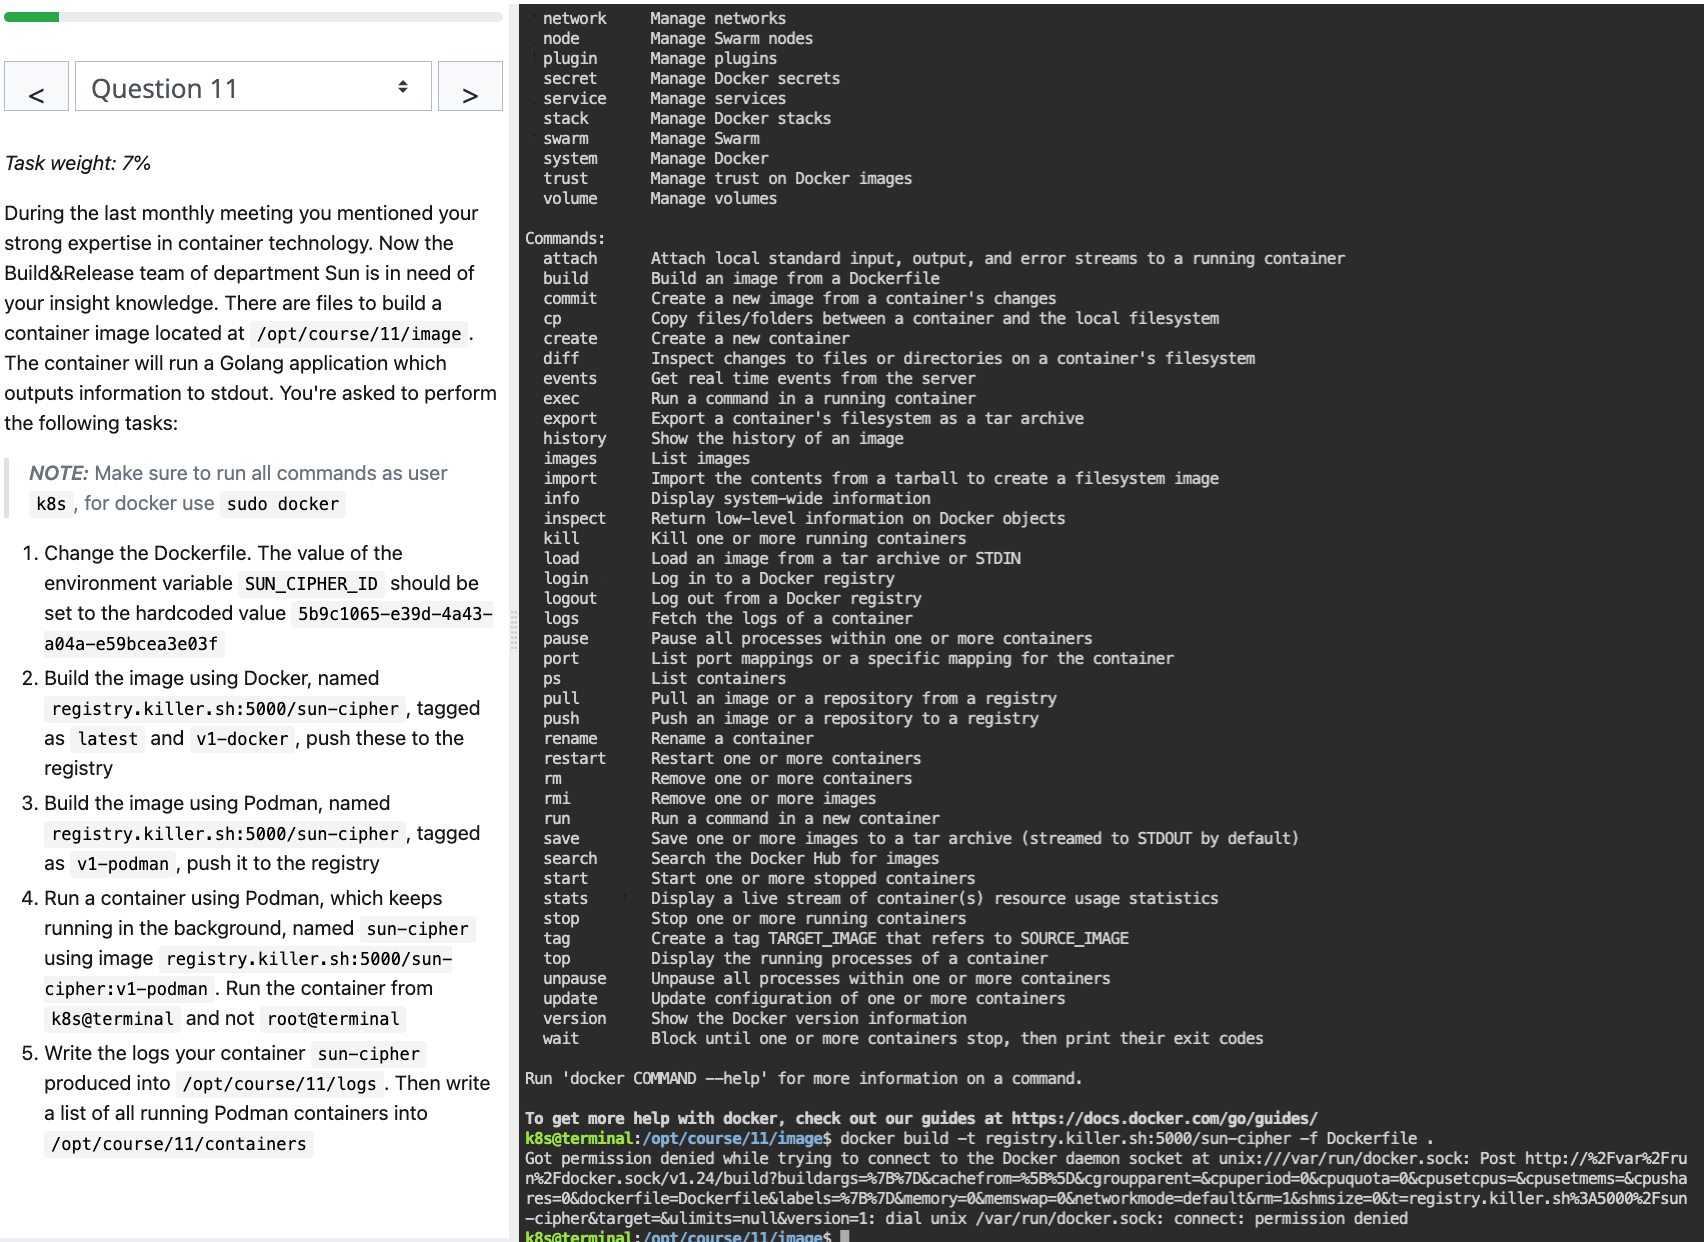 <
Question 11
>
Task weight: 7%
During the last monthly meeting you mentioned your
strong expertise in container technology. Now the
Build&Release team of department Sun is in need of
your insight knowledge. There are files to build a
container image located at /opt/course/11/image .
The container will run a Golang application which
outputs information to stdout. You're asked to perform
the following tasks:
NOTE: Make sure to run all commands as user
k8s , for docker use sudo docker
1. Change the Dockerfile. The value of the
environment variable SUN_CIPHER_ID should be
set to the hardcoded value 5b9c1065-e39d-4a43-
a04a-e59bcea3e03f
2. Build the image using Docker, named
registry.killer.sh:5000/sun-cipher , tagged
as latest and v1-docker , push these to the
registry
3. Build the image using Podman, named
registry.killer.sh:5000/sun-cipher , tagged
as v1-podman , push it to the registry
4. Run a container using Podman, which keeps
running in the background, named sun-cipher
using image registry.killer.sh:5000/sun-
cipher:v1-podman . Run the container from
k8s@terminal and not root@terminal
5. Write the logs your container sun-cipher
produced into /opt/course/11/logs . Then write
a list of all running Podman containers into
/opt/course/11/containers
network Manage networks
node Manage Swarm nodes
plugin Manage plugins
secret Manage Docker secrets
service Manage services
stack Manage Docker stacks
swarm Manage Swarm
system Manage Docker
trust Manage trust on Docker images
volume Manage volumes
Commands:
attach Attach local standard input, output, and error streams to a running container
build Build an image from a Dockerfile
commit Create a new image from a container's changes
cp Copy files/folders between a container and the local filesystem
create Create a new container
diff Inspect changes to files or directories on a container's filesystem
events Get real time events from the server
exec Run a command in a running container
export Export a container's filesystem as a tar archive
history Show the history of an image
images List images
import Import the contents from a tarball to create a filesystem image
info Display system-wide information
inspect Return low-level information on Docker objects
kill Kill one or more running containers
load Load an image from a tar archive or STDIN
login Log in to a Docker registry
logout Log out from a Docker registry
logs Fetch the logs of a container
pause Pause all processes within one or more containers
port List port mappings or a specific mapping for the container
ps List containers
pull Pull an image or a repository from a registry
push Push an image or a repository to a registry
rename Rename a container
restart Restart one or more containers
rm Remove one or more containers
rmi Remove one or more images
run Run a command in a new container
save Save one or more images to a tar archive (streamed to STDOUT by default)
search Search the Docker Hub for images
start Start one or more stopped containers
stats Display a live stream of container(s) resource usage statistics
stop Stop one or more running containers
tag Create a tag TARGET_IMAGE that refers to SOURCE_IMAGE
top Display the running processes of a container
unpause Unpause all processes within one or more containers
update Update configuration of one or more containers
version Show the Docker version information
wait Block until one or more containers stop, then print their exit codes
Run 'docker COMMAND --help' for more information on a command.
To get more help with docker, check out our guides at https://docs.docker.com/go/guides/
k8s@terminal:/opt/course/11/image$ docker build -t registry.killer.sh:5000/sun-cipher -f Dockerfile .
Got permission denied while trying to connect to the Docker daemon socket at unix:///var/run/docker.sock: Post http://%2Fvar%2Fru
n%2Fdocker.sock/v1.24/build?buildargs=%7B%7D&cachefrom=%5B%5D&cgroupparent=&cpuperiod=0&cpuquota=0&cpusetcpus=&cpusetmems=&cpusha
res=0&dockerfile=Dockerfile&labels=%7B%7D&memory=0&memswap=0&networkmode=default&rm=1&shmsize=0&t=registry.killer.sh%3A5000%2Fsun
-cipher&target=&ulimits=null&version=1: dial unix /var/run/docker.sock: connect: permission denied
k8s@terminal:/opt/course/11/image$